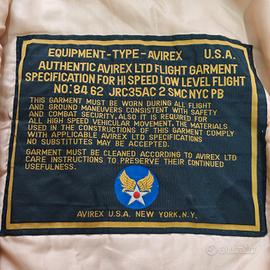 EQUIPMENT-TYPE-AVIREX U.S.A.
AUTHENTIC AVIREX LTD FLIGHT GARMENT
SPECIFICATION FOR HI SPEED LOW LEVEL FLIGHT
NO: 84 62 JRC35AC 2 SMC NYC PB
THIS GARMENT MUST BE WORN DURING ALL FLIGHT
AND GROUND MANEUVERS CONSISTENT WITH SAFETY
AND COMBAT SECURITY, ALSO IT IS REQUIRED FOR
ALL HIGH SPEED VEHICULAR MOVEMENT. THE MATERIALS
USED IN THE CONSTRUCTIONS OF THIS GARMENT COMPLY
WITH APPLICABLE AVIREX LTD SPECIFICATIONS
NO SUBSTITUTES MAY BE ACCEPTED.
GARMENT MUST BE CLEANED ACCORDING TO AVIREX LTD
CARE INSTRUCTIONS TO PRESERVE THEIR CONTINUED
USEFULNESS.
AVIREX U.S.A. NEW YORK, N.Y.
subito